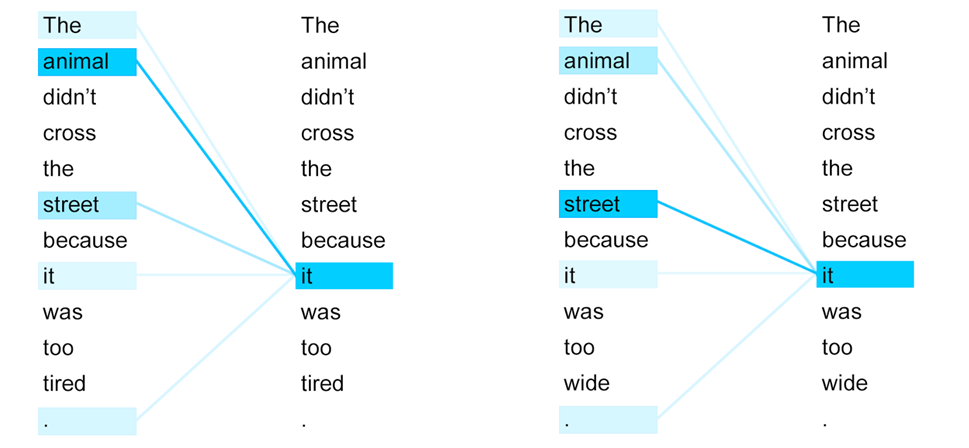 The
animal
didn’t
cross
the
street
because
it
was
too
tired
.
The
animal
didn’t
cross
the
street
because
it
was
too
tired
.
The
animal
didn’t
cross
the
street
because
it
was
too
wide
.
The
animal
didn’t
cross
the
street
because
it
was
too
wide
.